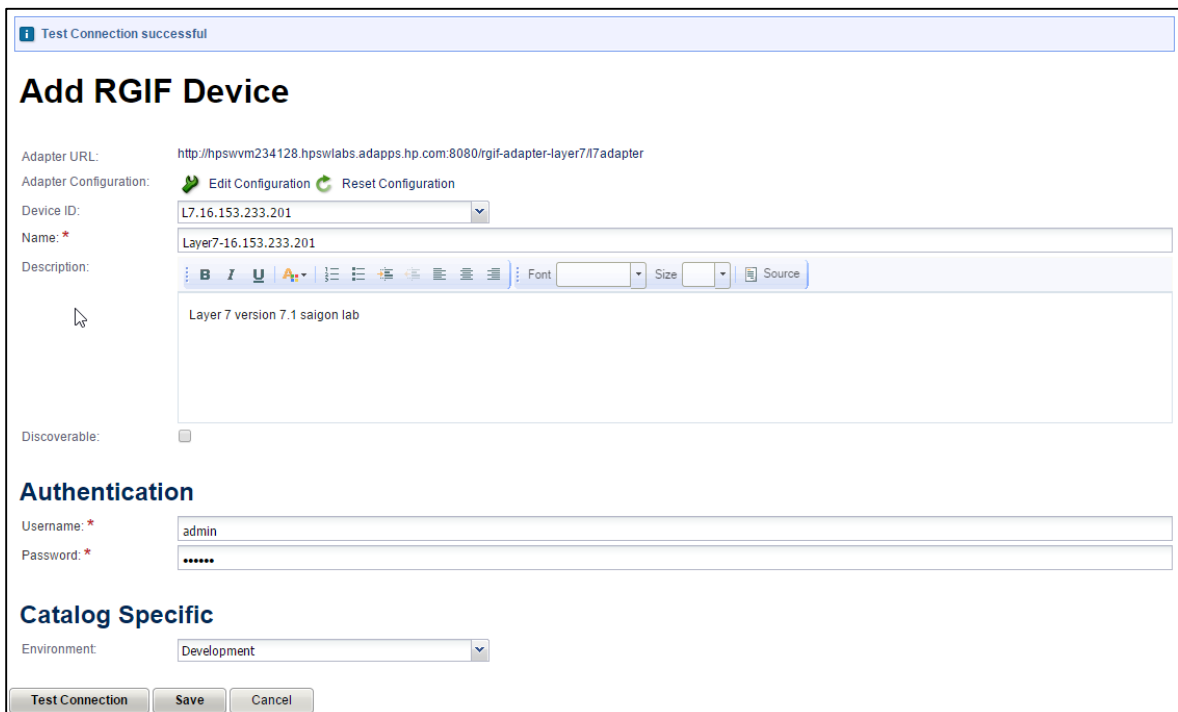 Test Connection successful
Add RGIF Device
Adapter URL: http://hpswvm234128.hpswlabs.adapps.hp.com:8080/rgif-adapter-layer7/l7adapter
Adapter Configuration: Edit Configuration Reset Configuration
Device ID: L7.16.153.233.201
Name: * Layer7-16.153.233.201
Description: B I U A Font Size Source
Layer 7 version 7.1 saigon lab
Discoverable:
Authentication
Username: * admin
Password: * ••••••
Catalog Specific
Environment: Development
Test Connection Save Cancel